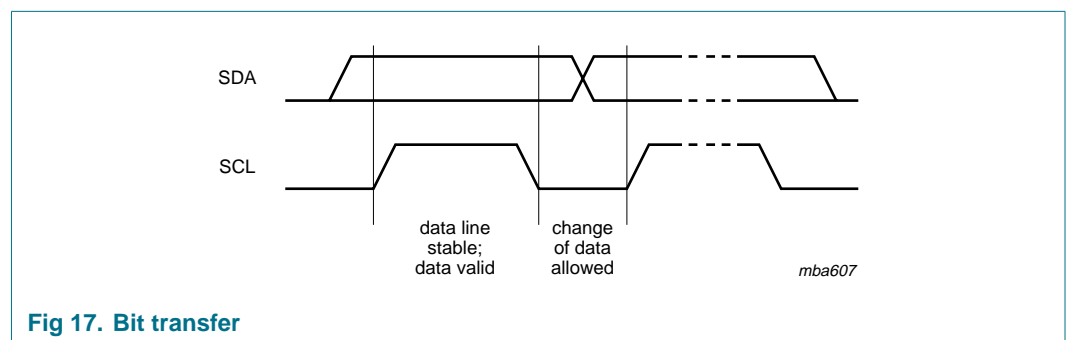 SDA
SCL
data line
stable;
data valid
change
of data
allowed
mba607
Fig 17. Bit transfer